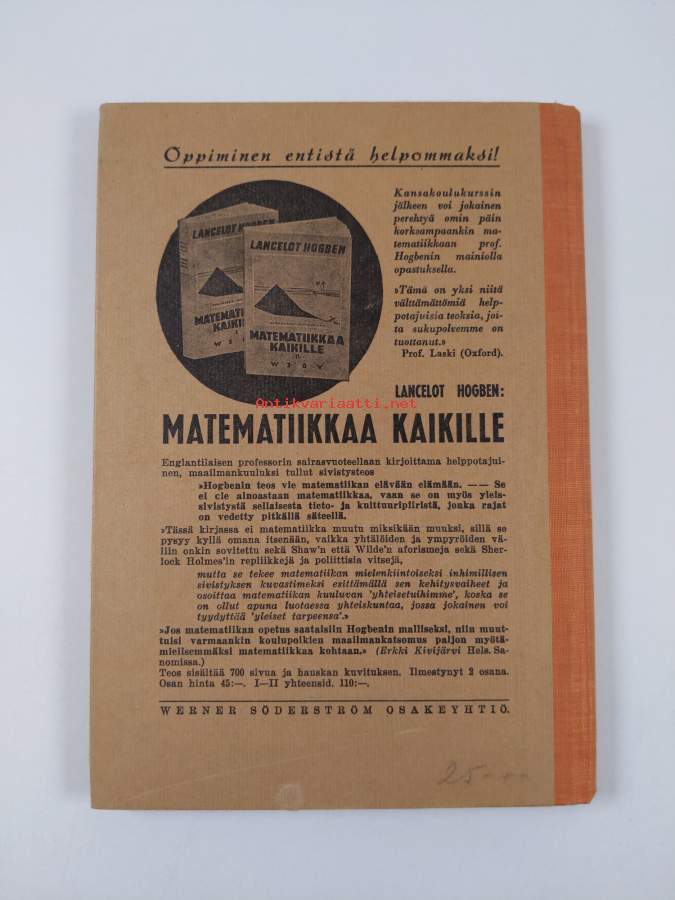 Oppiminen entistä helpommaksi!
LANCELOT HOGBEN
LANCELOT HOGBEN
MATEMATIIKKAA
KAIKILLE
I
WSOY
MATEMATIIKKAA
KAIKILLE
II
WSOY
Kansakoulukurssin
jälkeen voi jokainen
perehtyä omin päin
korkeampaankin ma-
tematiikkaan prof.
Hogbenin mainiolla
opastuksella.
»Tämä on yksi niitä
välttämättömiä help-
potajuisia teoksia, joi-
ta sukupolvemme on
tuottanut.»
Prof. Laski (Oxford).
LANCELOT HOGBEN:
Antikvariaatti.net
MATEMATIIKKAA KAIKILLE
Englantilaisen professorin sairasvuoteellaan kirjoittama helppotajui-
nen, maailmankuuluksi tullut sivistysteos
»Hogbenin teos vie matematiikan elävään elämään. —— Se
ei ole ainoastaan matematiikkaa, vaan se on myös yleis-
sivistystä sellaisesta tieto- ja kulttuuripiiristä, jonka rajat
on vedetty pitkällä säteellä.
»Tässä kirjassa ei matematiikka muutu miksikään muuksi, sillä se
pysyy kyllä omana itsenään, vaikka yhtälöiden ja ympyröiden vä-
liin onkin sovitettu sekä Shaw'n että Wilde'n aforismeja sekä Sher-
lock Holmes'in repliikkejä ja poliittisia vitsejä,
mutta se tekee matematiikan mielenkiintoiseksi inhimillisen
sivistyksen kuvastimeksi esittämällä sen kehitysvaiheet ja
osoittaa matematiikan kuuluvan 'yhteisetuihimme', koska se
on ollut apuna luotaessa yhteiskuntaa, jossa jokainen voi
tyydyttää 'yleiset tarpeensa'.»
»Jos matematiikan opetus saataisiin Hogbenin malliseksi, niin muut-
tuisi varmaankin koulupoikien maailmankatsomus paljon myötä-
mielisemmäksi matematiikkaa kohtaan.» (Erkki Kivijärvi Hels. Sa-
nomissa.)
Teos sisältää 700 sivua ja hauskan kuvituksen. Ilmestynyt 2 osana.
Osan hinta 45:—. I—II yhteensid. 110:—.
WERNER SÖDERSTRÖM OSAKEYHTIÖ.
25